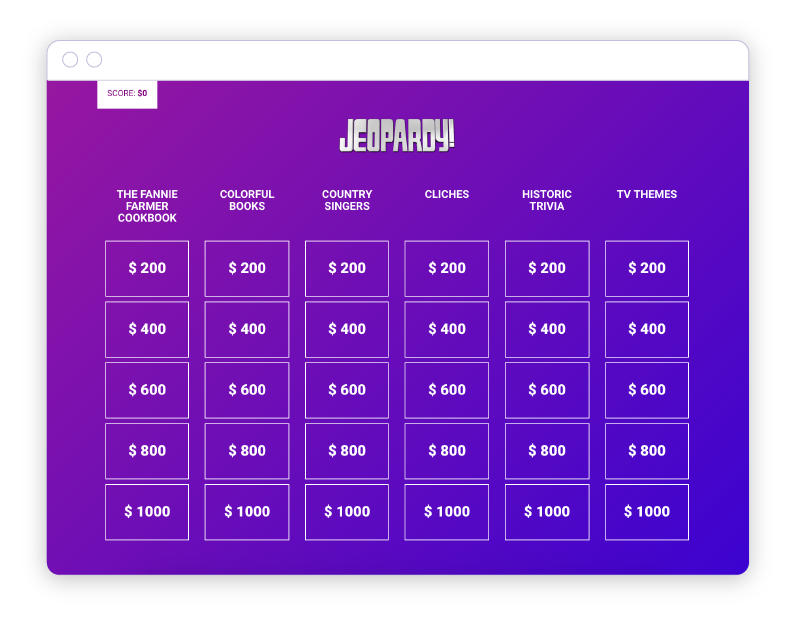 SCORE: $0
JEOPARDY!
THE FANNIE
FARMER
COOKBOOK
COLORFUL
BOOKS
COUNTRY
SINGERS
CLICHES
HISTORIC
TRIVIA
TV THEMES
$ 200 $ 200 $ 200 $ 200 $ 200 $ 200
$ 400 $ 400 $ 400 $ 400 $ 400 $ 400
$ 600 $ 600 $ 600 $ 600 $ 600 $ 600
$ 800 $ 800 $ 800 $ 800 $ 800 $ 800
$ 1000 $ 1000 $ 1000 $ 1000 $ 1000 $ 1000